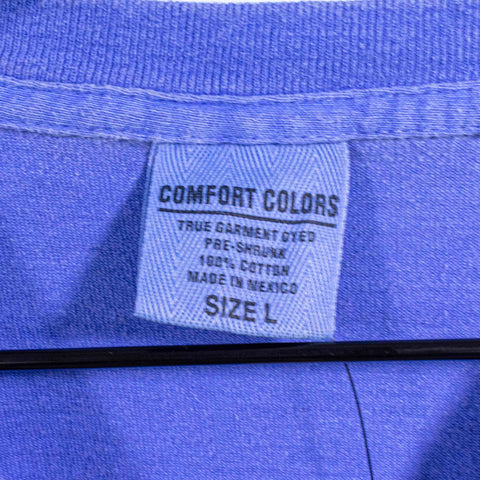 COMFORT COLORS
TRUE GARMENT DYED
PRE-SHRUNK
100% COTTON
MADE IN MEXICO
SIZE L